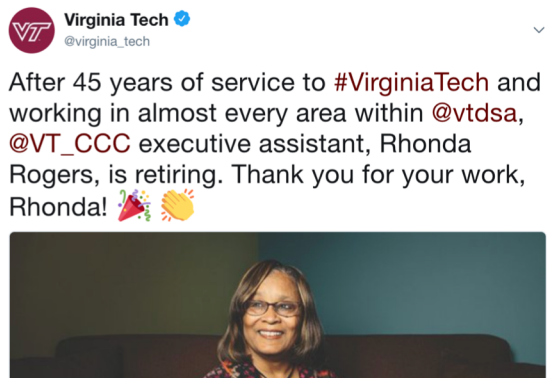 VT
Virginia Tech
@virginia_tech
After 45 years of service to #VirginiaTech and
working in almost every area within @vtdsa,
@VT_CCC executive assistant, Rhonda
Rogers, is retiring. Thank you for your work,
Rhonda! 🎉 👏